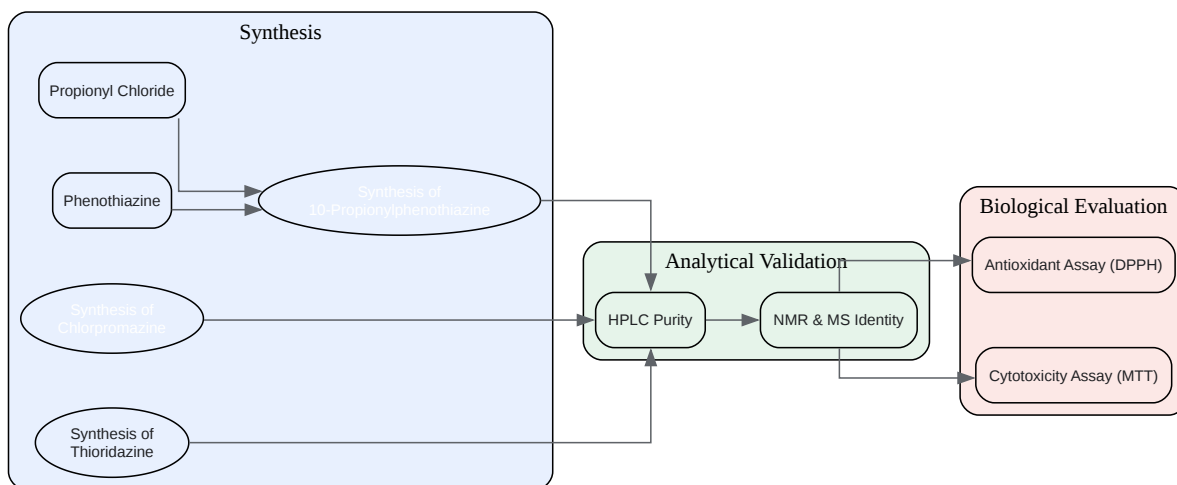 Synthesis
Propionyl Chloride
Phenothiazine
Synthesis of
10-Propionylphenothiazine
Synthesis of
Chlorpromazine
Synthesis of
Thioridazine
Analytical Validation
HPLC Purity
NMR & MS Identity
Biological Evaluation
Antioxidant Assay (DPPH)
Cytotoxicity Assay (MTT)